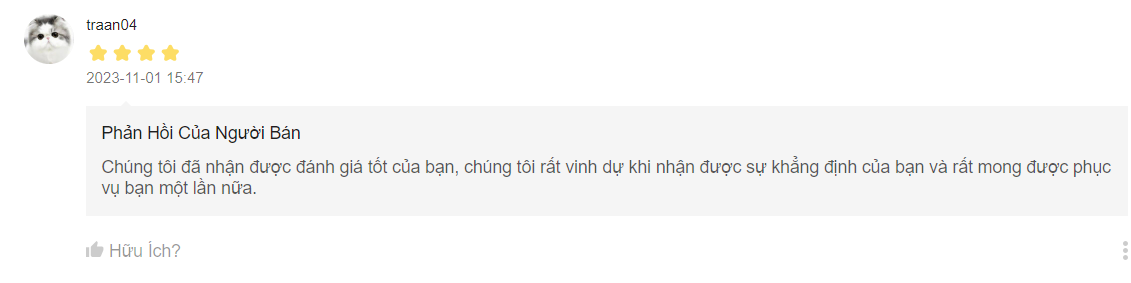 traan04
2023-11-01 15:47
Phản Hồi Của Người Bán
Chúng tôi đã nhận được đánh giá tốt của bạn, chúng tôi rất vinh dự khi nhận được sự khẳng định của bạn và rất mong được phục
vụ bạn một lần nữa.
Hữu Ích?